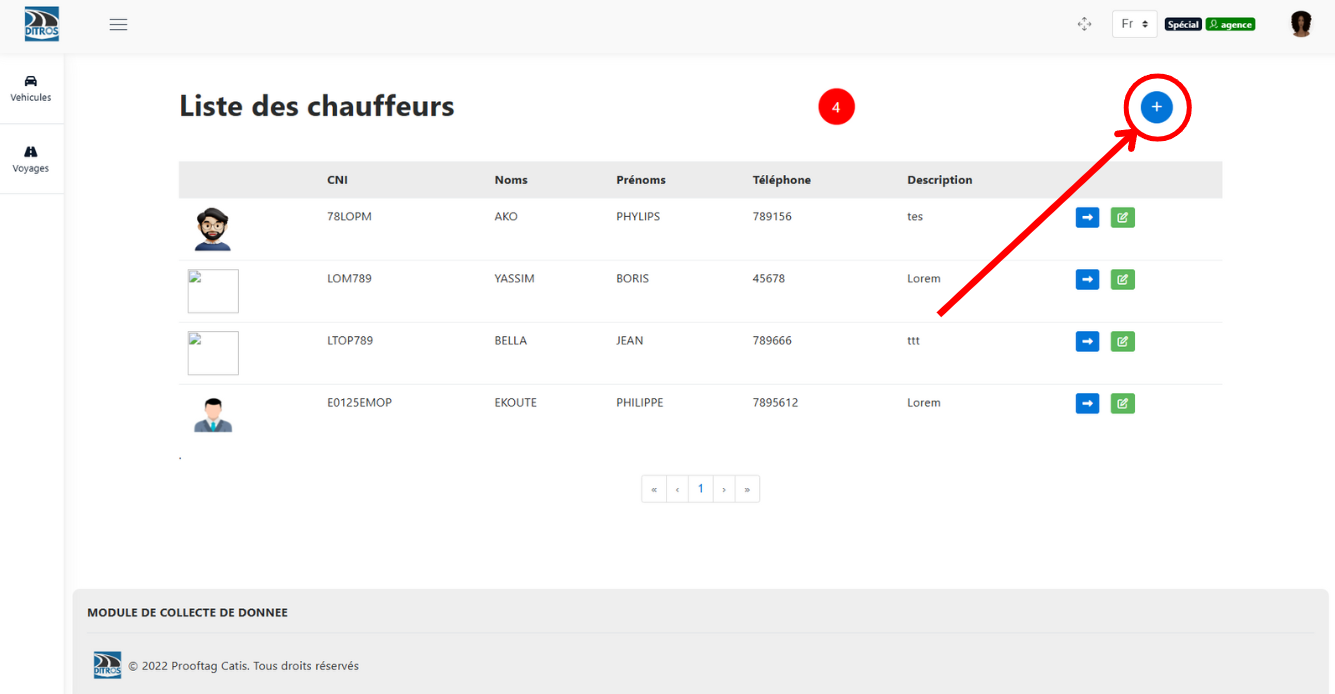 DITROS
Fr
Spécial
agence
Vehicules
Voyages
Liste des chauffeurs
4
+
CNI Noms Prénoms Téléphone Description
78LOPM AKO PHYLIPS 789156 tes
LOM789 YASSIM BORIS 45678 Lorem
LTOP789 BELLA JEAN 789666 ttt
E0125EMOP EKOUTE PHILIPPE 7895612 Lorem
.
« ‹ 1 › »
MODULE DE COLLECTE DE DONNEE
DITROS
© 2022 Prooftag Catis. Tous droits réservés